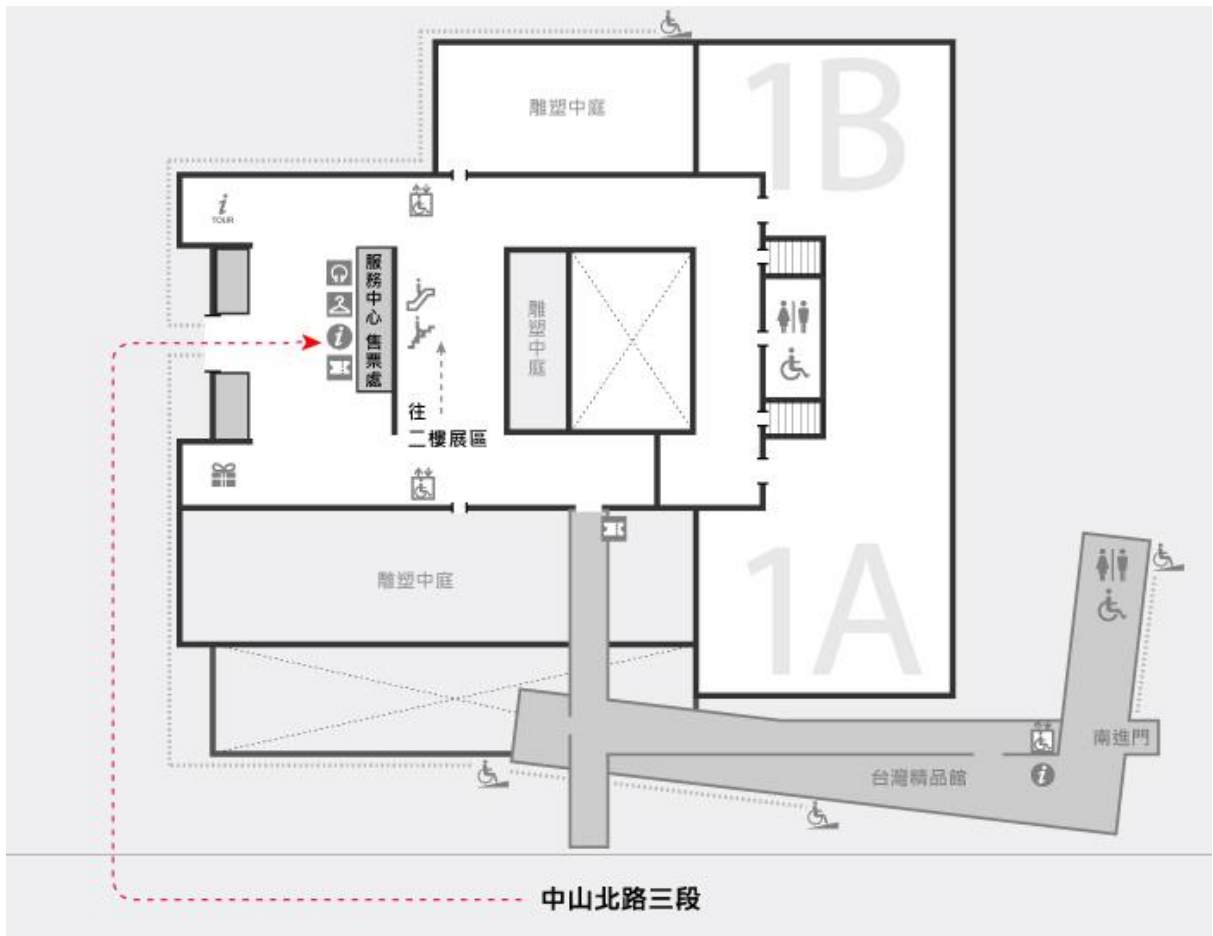 1B
雕塑中庭
i
TOUR
服務中心 售票處
i
雕塑中庭
往
二樓展區
雕塑中庭
1A
南進門
台灣精品館
i
中山北路三段